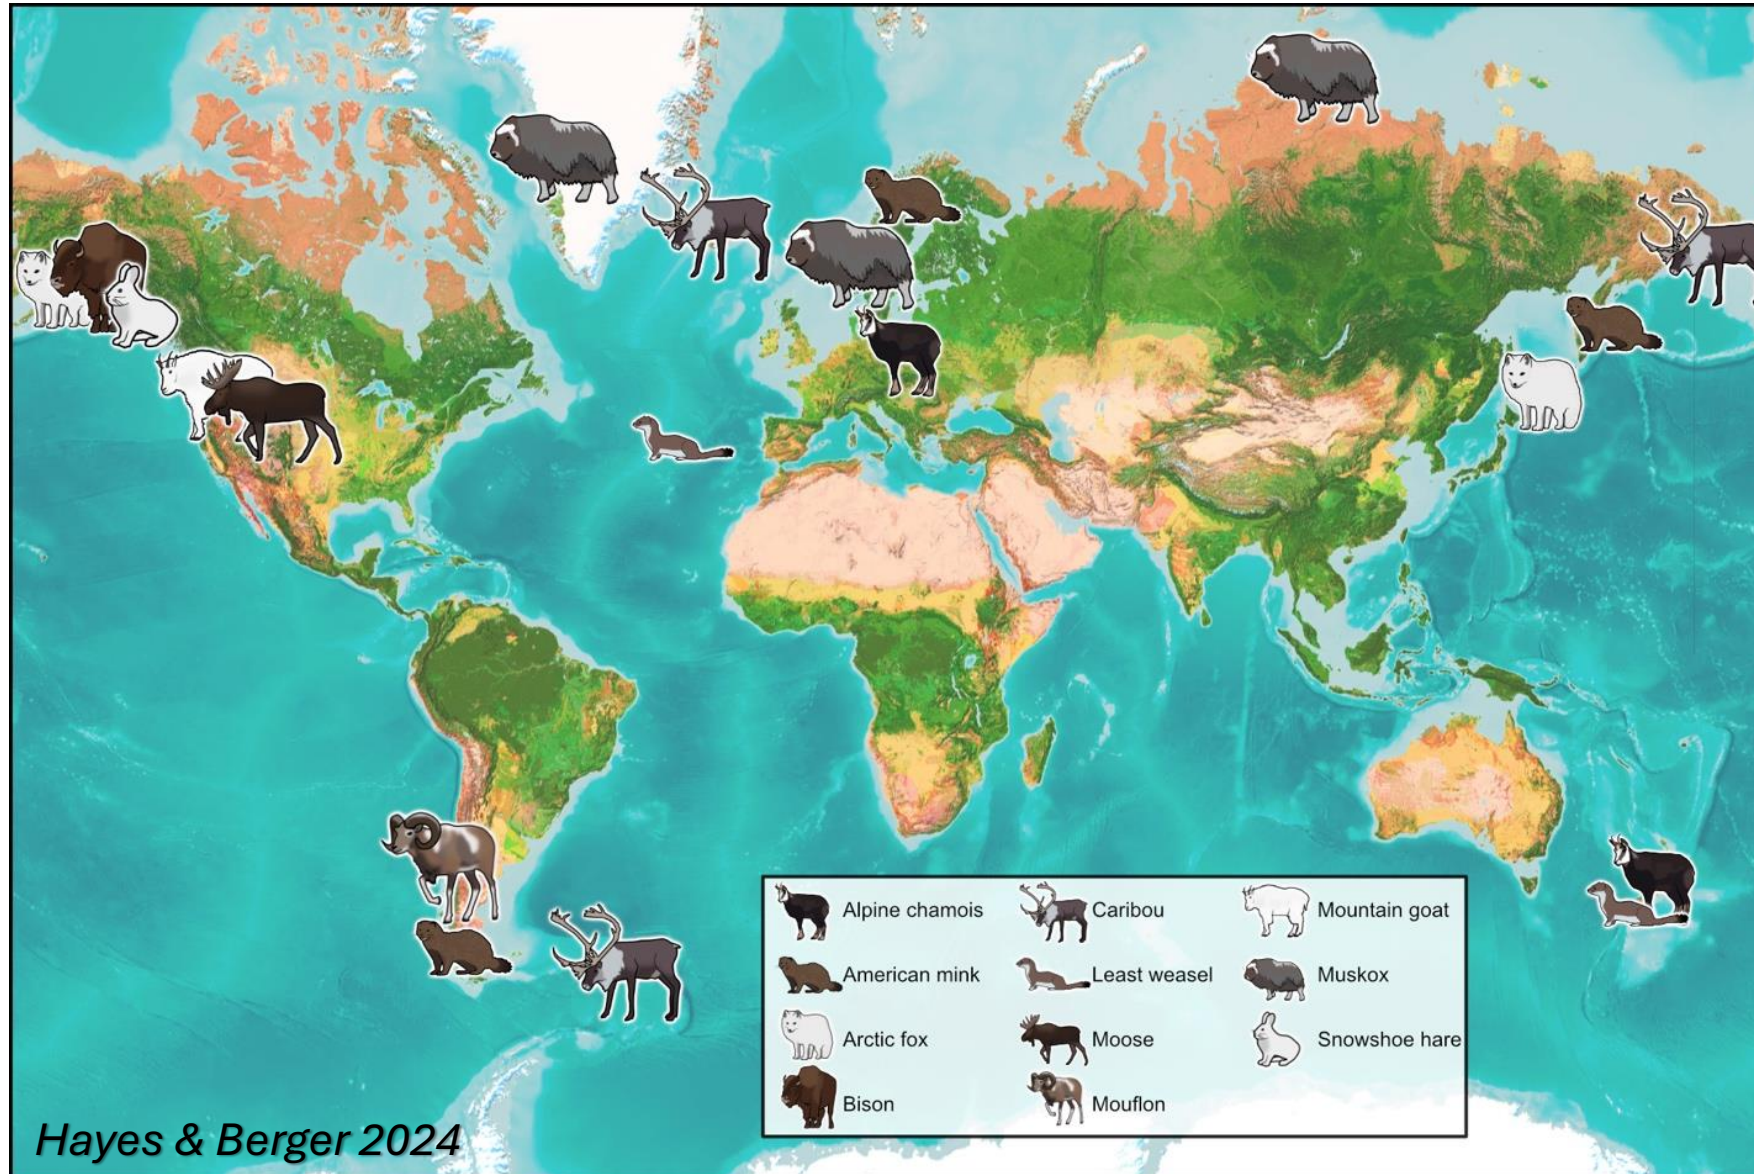 Alpine chamois
Caribou
Mountain goat
American mink
Least weasel
Muskox
Arctic fox
Moose
Snowshoe hare
Bison
Mouflon
Hayes & Berger 2024